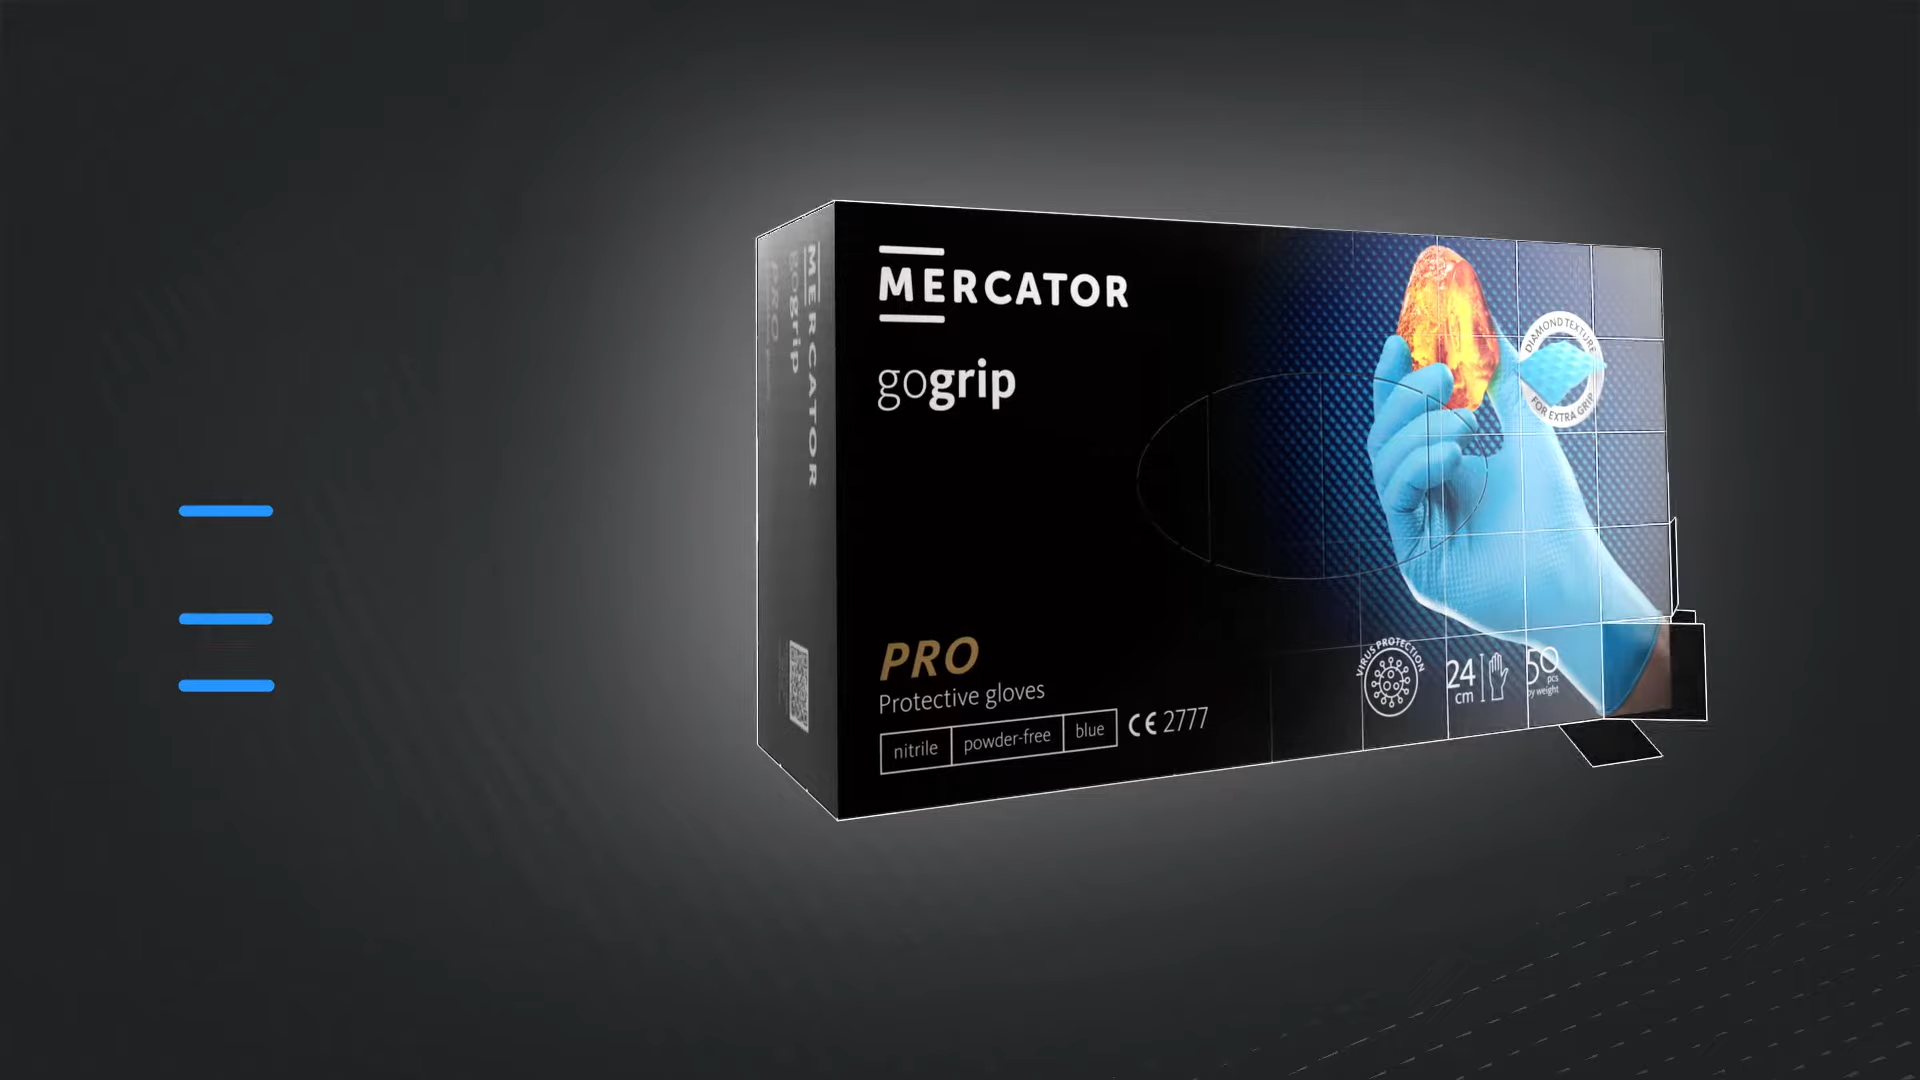 MERCATOR
gogrip
PRO
MERCATOR
gogrip
DIAMOND TEXTURE
FOR EXTRA GRIP
PRO
Protective gloves
nitrile powder-free blue CE 2777
VIRUS PROTECTION
24
cm
50
pcs
by weight